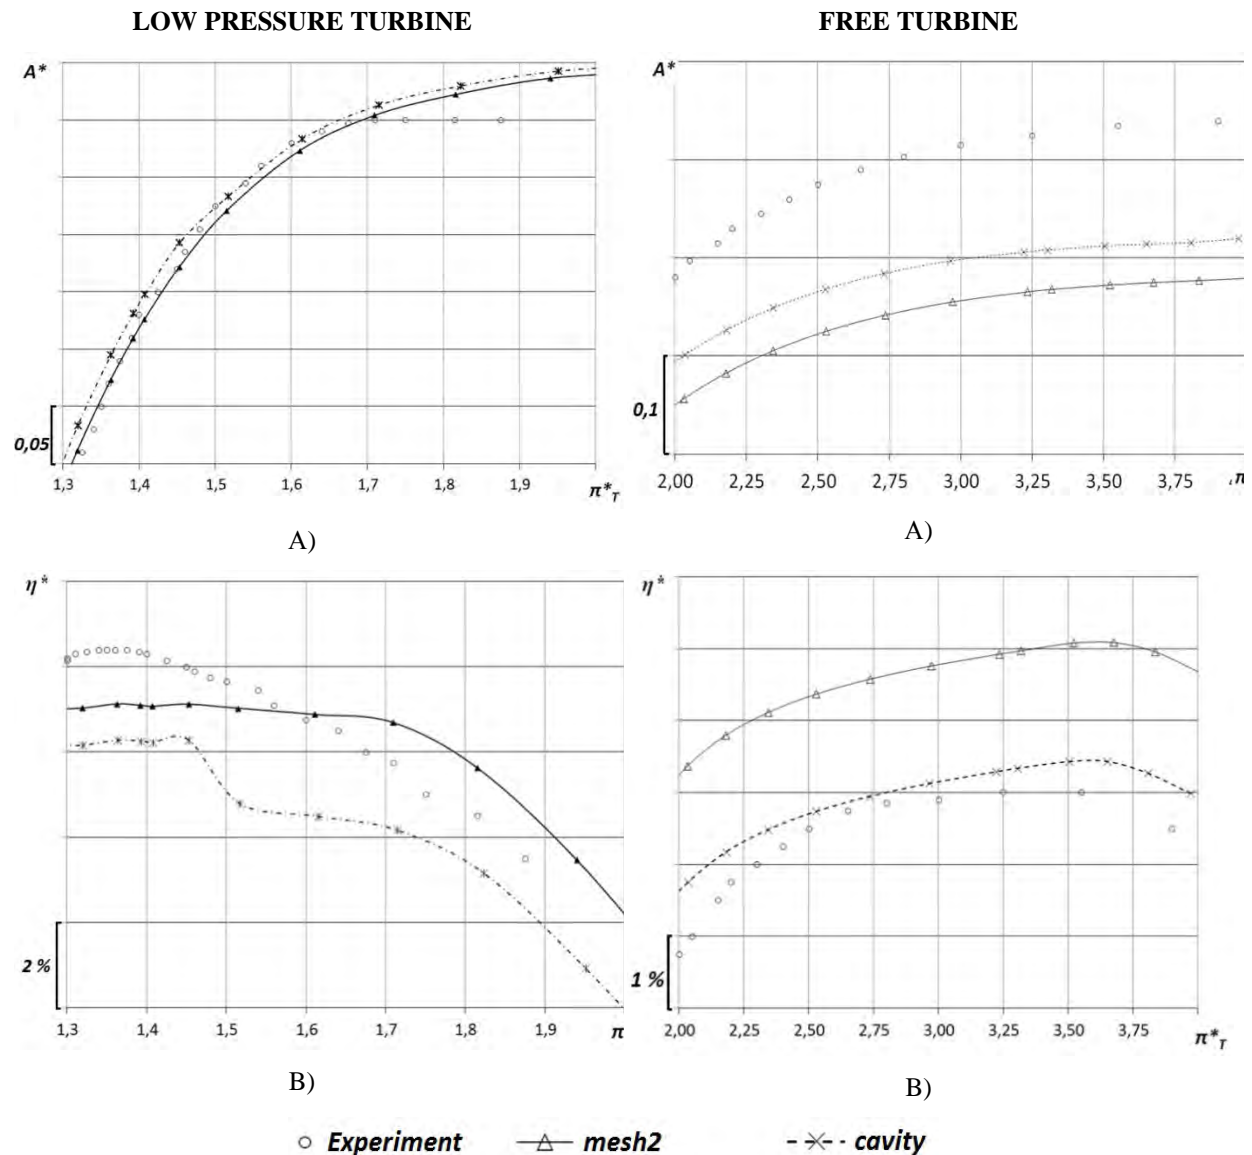 LOW PRESSURE TURBINE
FREE TURBINE
A*
0,05
1,3 1,4 1,5 1,6 1,7 1,8 1,9
π*T
A)
A*
0,1
2,00 2,25 2,50 2,75 3,00 3,25 3,50 3,75
π
A)
η*
2 %
1,3 1,4 1,5 1,6 1,7 1,8 1,9
π
B)
η*
1 %
2,00 2,25 2,50 2,75 3,00 3,25 3,50 3,75
π*T
B)
Experiment mesh2 cavity